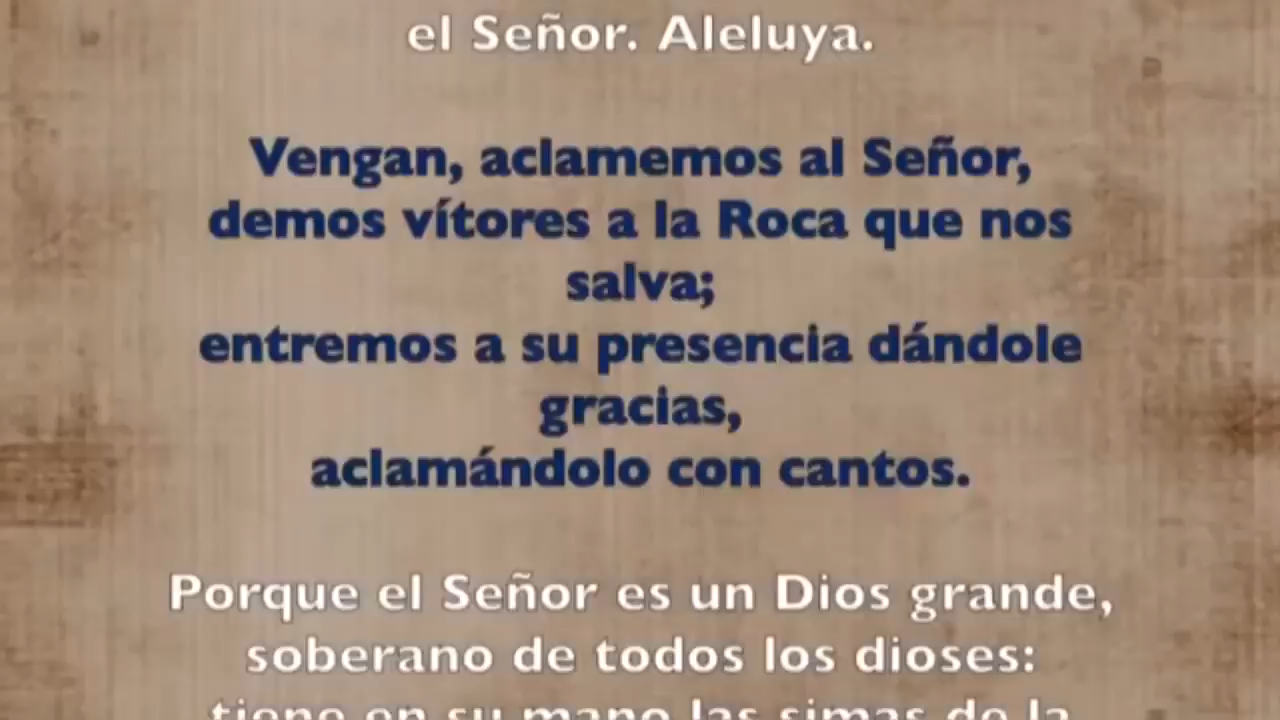 el Señor. Aleluya.
Vengan, aclamemos al Señor,
demos vítores a la Roca que nos
salva;
entremos a su presencia dándole
gracias,
aclamándolo con cantos.
Porque el Señor es un Dios grande,
soberano de todos los dioses:
tiene en su mano las simas de la